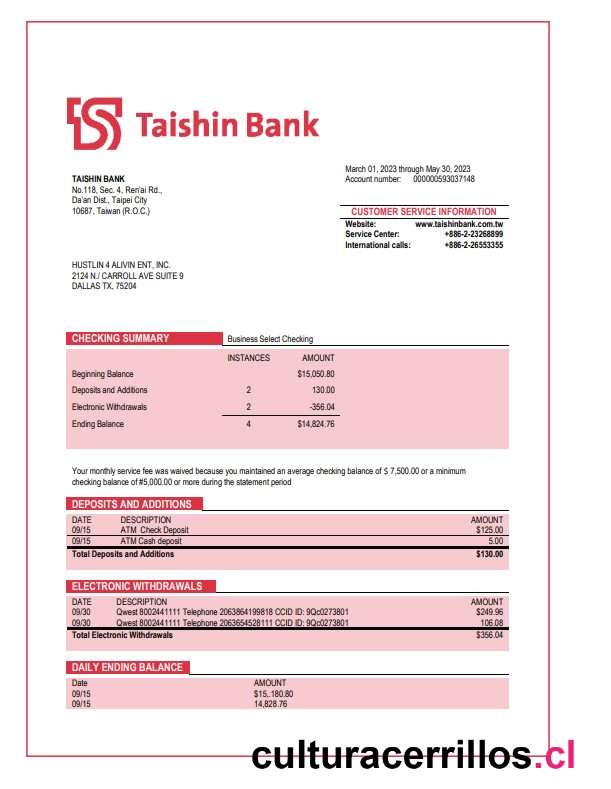 Taishin Bank
March 01, 2023 through May 30, 2023
Account number: 000000593037148
TAISHIN BANK
No.118, Sec. 4, Ren'ai Rd.,
Da'an Dist., Taipei City
10687, Taiwan (R.O.C.)
CUSTOMER SERVICE INFORMATION
Website: www.taishinbank.com.tw
Service Center: +886-2-23268899
International calls: +886-2-26553355
HUSTLIN 4 ALIVIN ENT, INC.
2124 N./ CARROLL AVE SUITE 9
DALLAS TX, 75204
CHECKING SUMMARY Business Select Checking
INSTANCES AMOUNT
Beginning Balance $15,050.80
Deposits and Additions 2 130.00
Electronic Withdrawals 2 -356.04
Ending Balance 4 $14,824.76
Your monthly service fee was waived because you maintained an average checking balance of $ 7,500.00 or a minimum
checking balance of #5,000.00 or more during the statement period
DEPOSITS AND ADDITIONS
DATE DESCRIPTION AMOUNT
09/15 ATM Check Deposit $125.00
09/15 ATM Cash deposit 5.00
Total Deposits and Additions $130.00
ELECTRONIC WITHDRAWALS
DATE DESCRIPTION AMOUNT
09/30 Qwest 8002441111 Telephone 2063864199818 CCID ID: 9Qc0273801 $249.96
09/30 Qwest 8002441111 Telephone 2063654528111 CCID ID: 9Qc0273801 106.08
Total Electronic Withdrawals $356.04
DAILY ENDING BALANCE
Date AMOUNT
09/15 $15,.180.80
09/15 14,828.76
culturacerrillos.cl